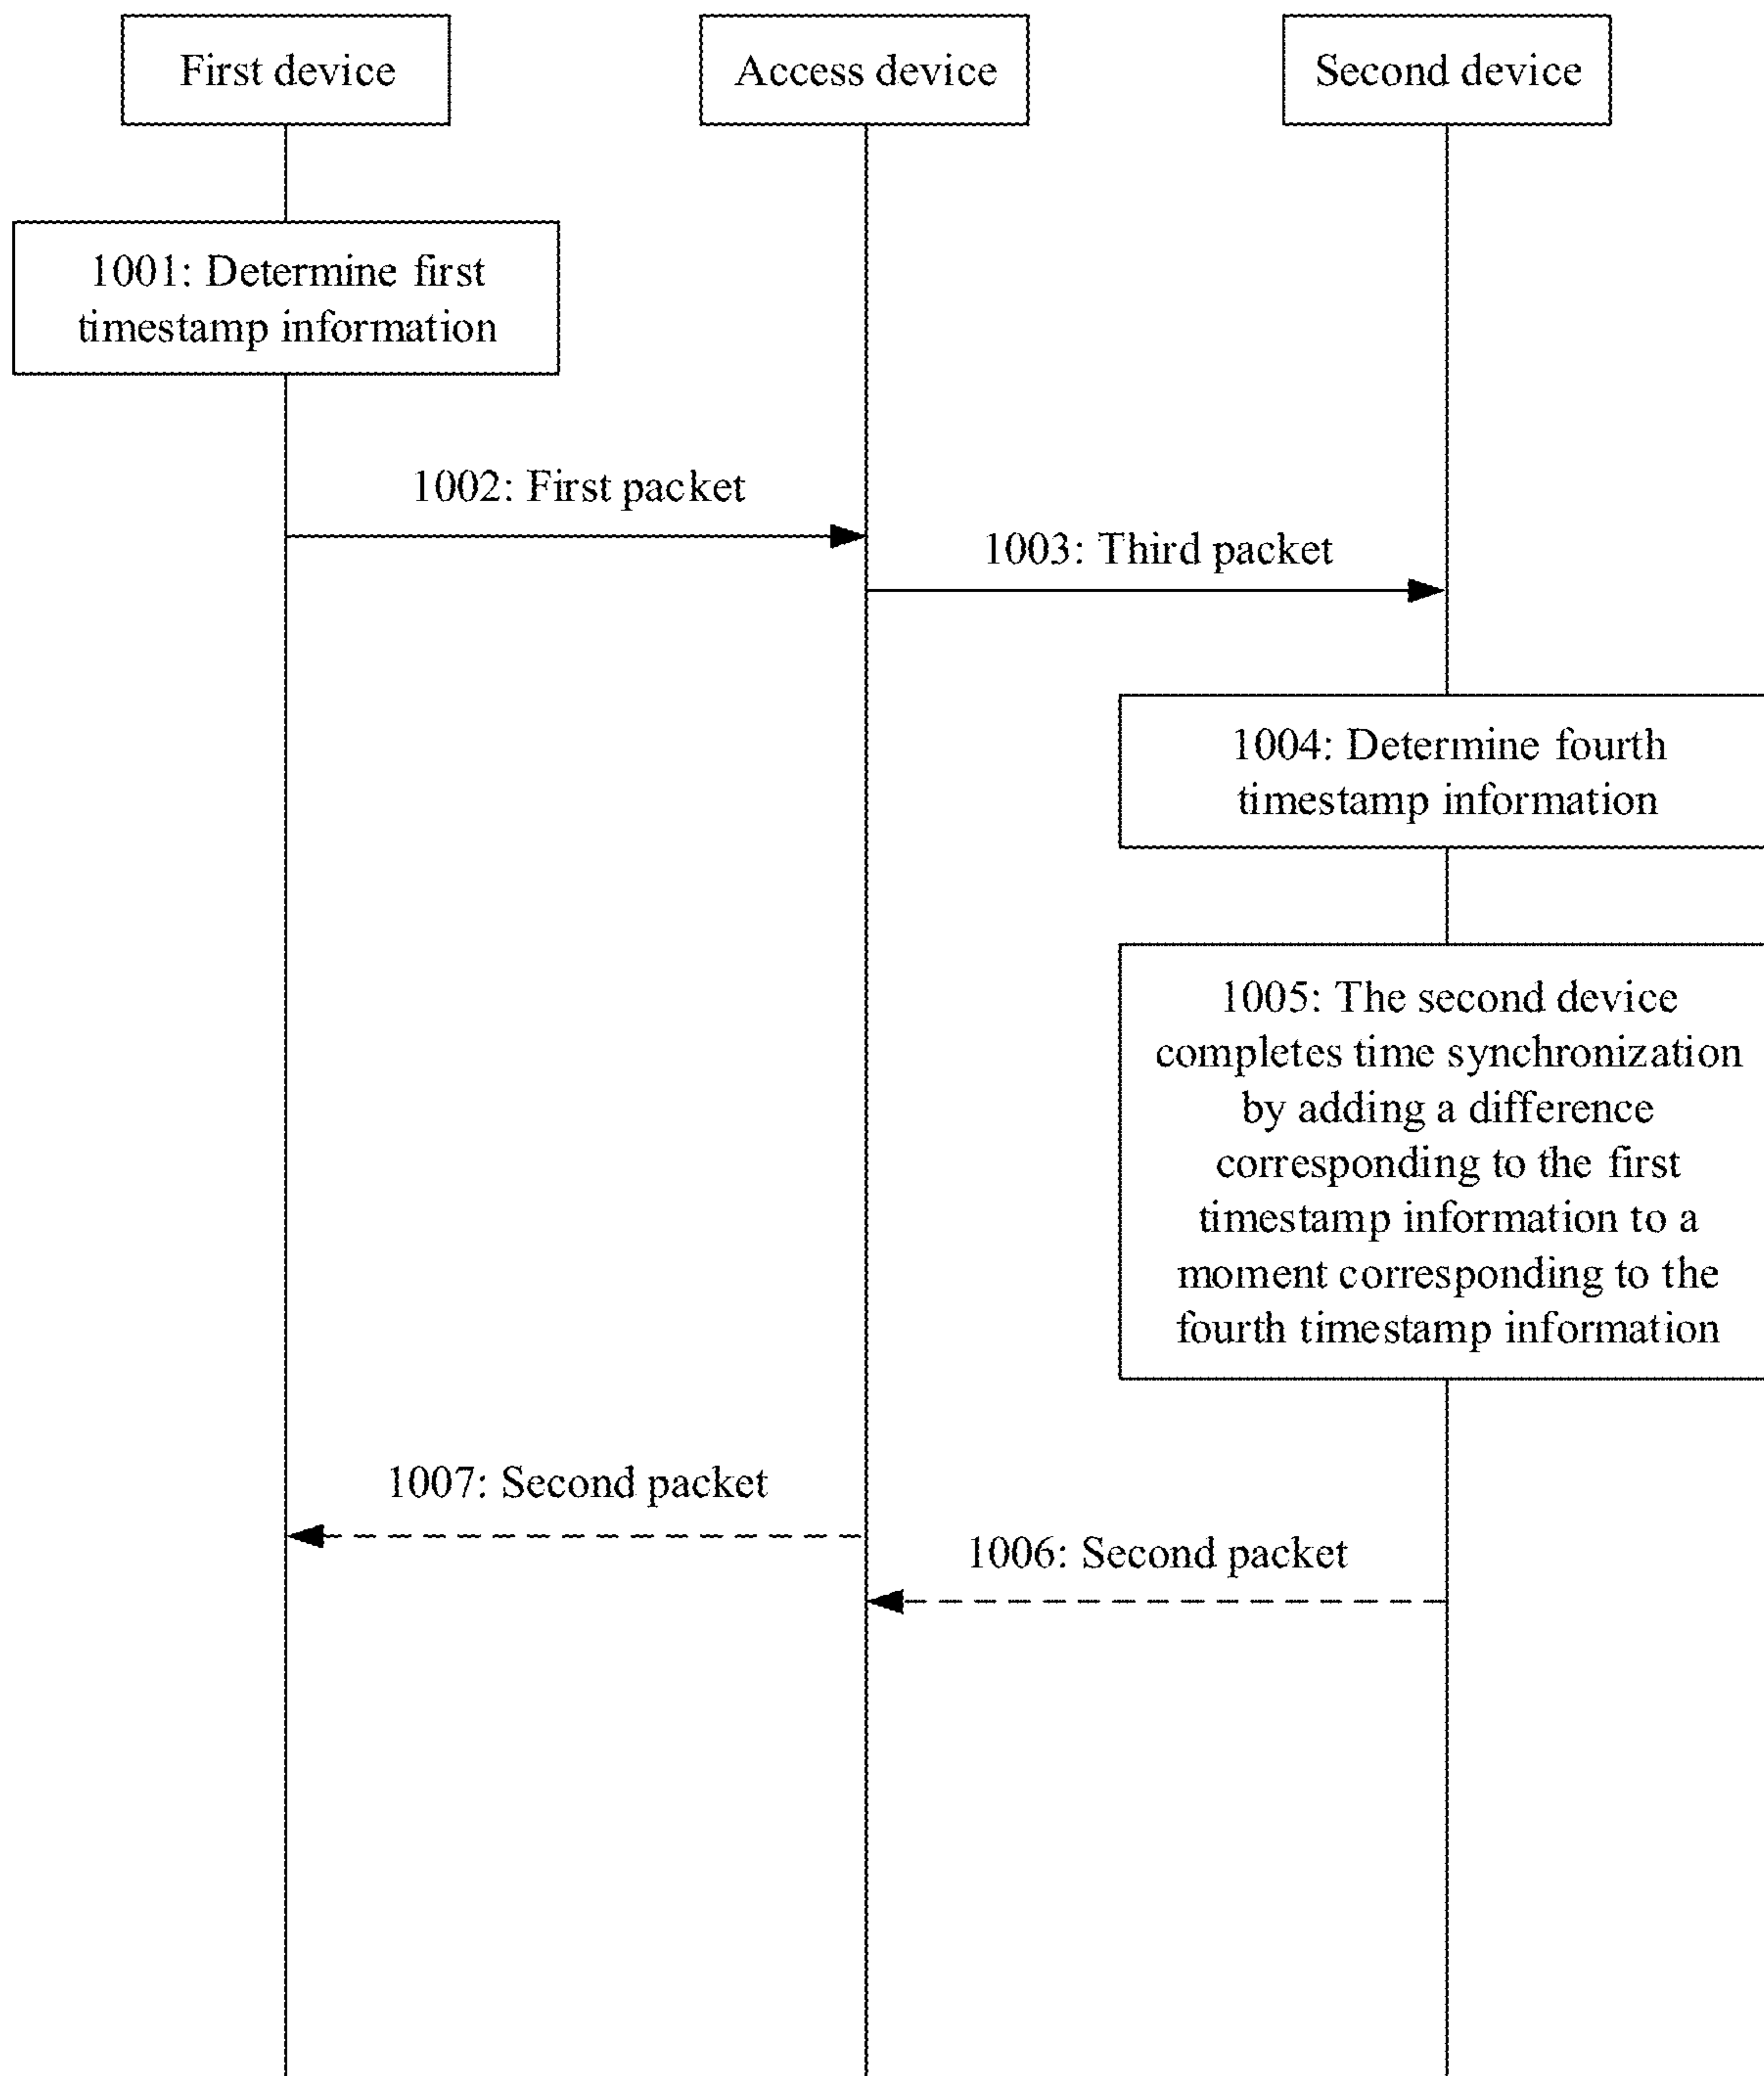 First device
Access device
Second device
1001: Determine first
timestamp information
1002: First packet
1003: Third packet
1004: Determine fourth
timestamp information
1005: The second device
completes time synchronization
by adding a difference
corresponding to the first
timestamp information to a
moment corresponding to the
fourth timestamp information
1007: Second packet
1006: Second packet